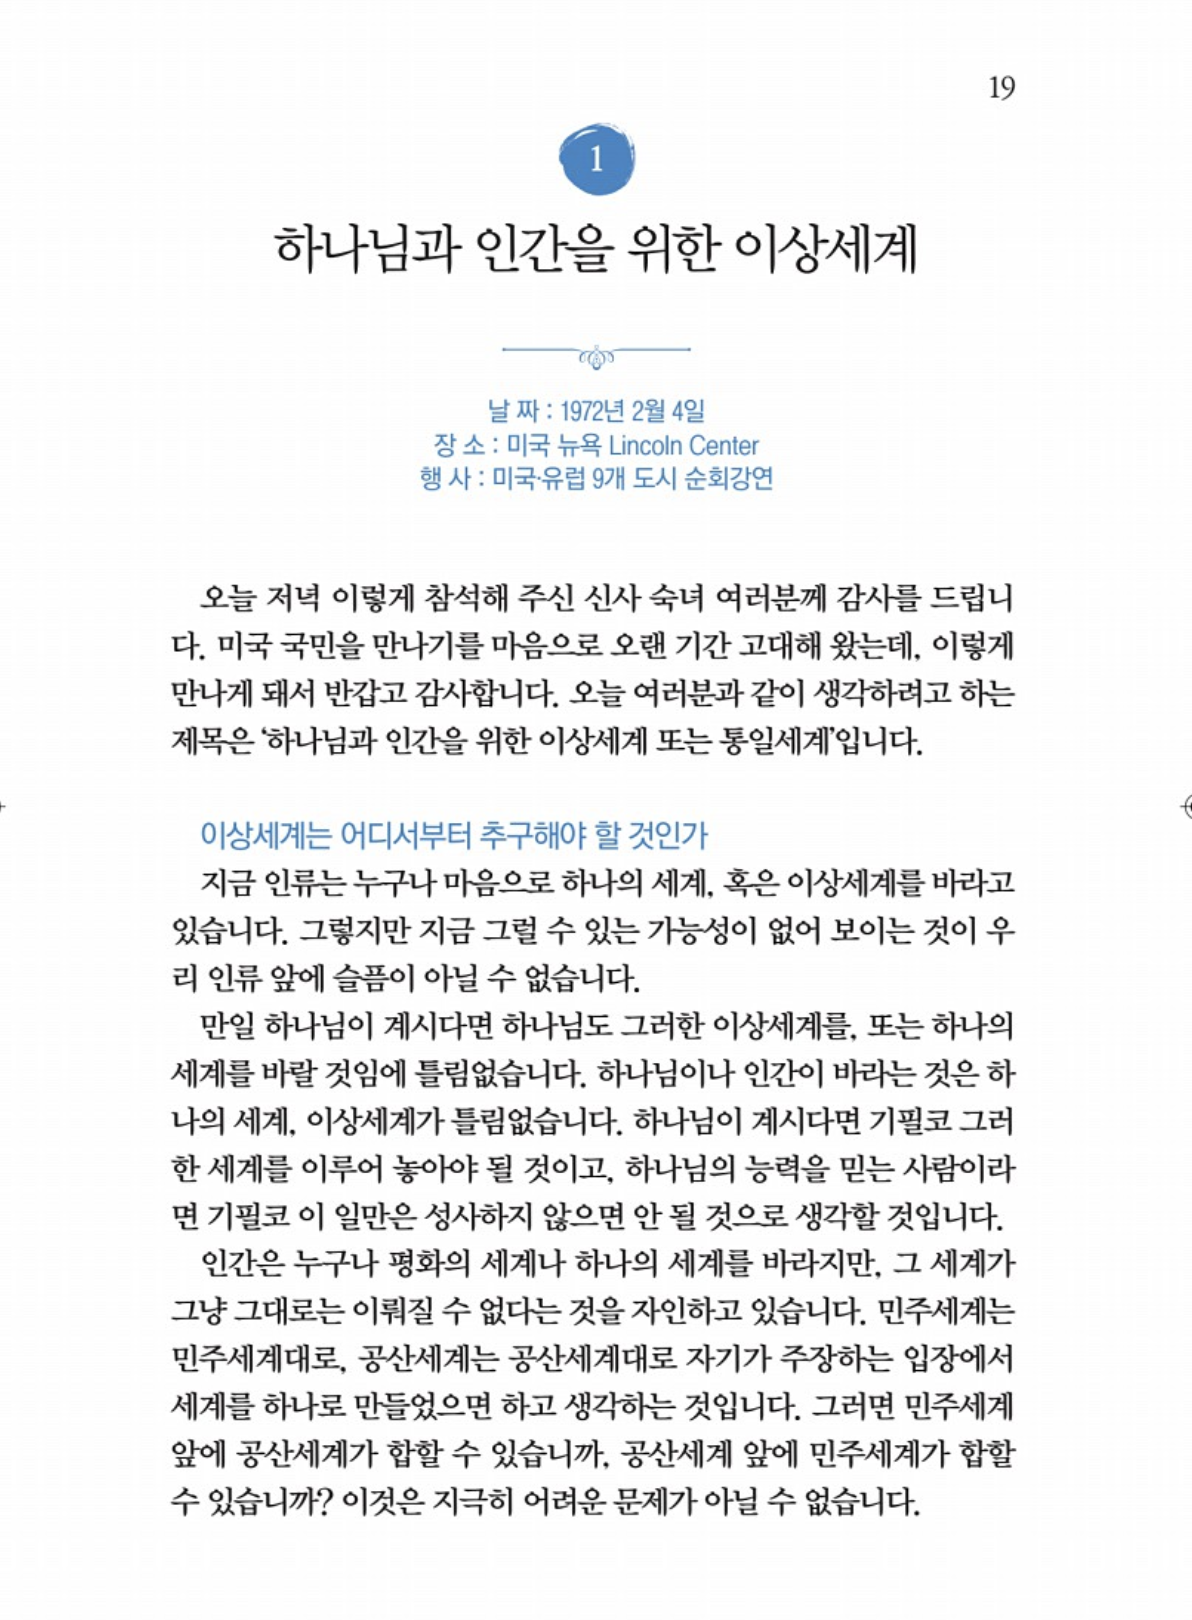 19
1
하나님과 인간을 위한 이상세계
날 짜 : 1972년 2월 4일
장 소 : 미국 뉴욕 Lincoln Center
행 사 : 미국·유럽 9개 도시 순회강연
오늘 저녁 이렇게 참석해 주신 신사 숙녀 여러분께 감사를 드립니
다. 미국 국민을 만나기를 마음으로 오랜 기간 고대해 왔는데, 이렇게
만나게 돼서 반갑고 감사합니다. 오늘 여러분과 같이 생각하려고 하는
제목은 ‘하나님과 인간을 위한 이상세계 또는 통일세계’입니다.
이상세계는 어디서부터 추구해야 할 것인가
지금 인류는 누구나 마음으로 하나의 세계, 혹은 이상세계를 바라고
있습니다. 그렇지만 지금 그럴 수 있는 가능성이 없어 보이는 것이 우
리 인류 앞에 슬픔이 아닐 수 없습니다.
만일 하나님이 계시다면 하나님도 그러한 이상세계를, 또는 하나의
세계를 바랄 것임에 틀림없습니다. 하나님이나 인간이 바라는 것은 하
나의 세계, 이상세계가 틀림없습니다. 하나님이 계시다면 기필코 그러
한 세계를 이루어 놓아야 될 것이고, 하나님의 능력을 믿는 사람이라
면 기필코 이 일만은 성사하지 않으면 안 될 것으로 생각할 것입니다.
인간은 누구나 평화의 세계나 하나의 세계를 바라지만, 그 세계가
그냥 그대로는 이뤄질 수 없다는 것을 자인하고 있습니다. 민주세계는
민주세계대로, 공산세계는 공산세계대로 자기가 주장하는 입장에서
세계를 하나로 만들었으면 하고 생각하는 것입니다. 그러면 민주세계
앞에 공산세계가 합할 수 있습니까, 공산세계 앞에 민주세계가 합할
수 있습니까? 이것은 지극히 어려운 문제가 아닐 수 없습니다.